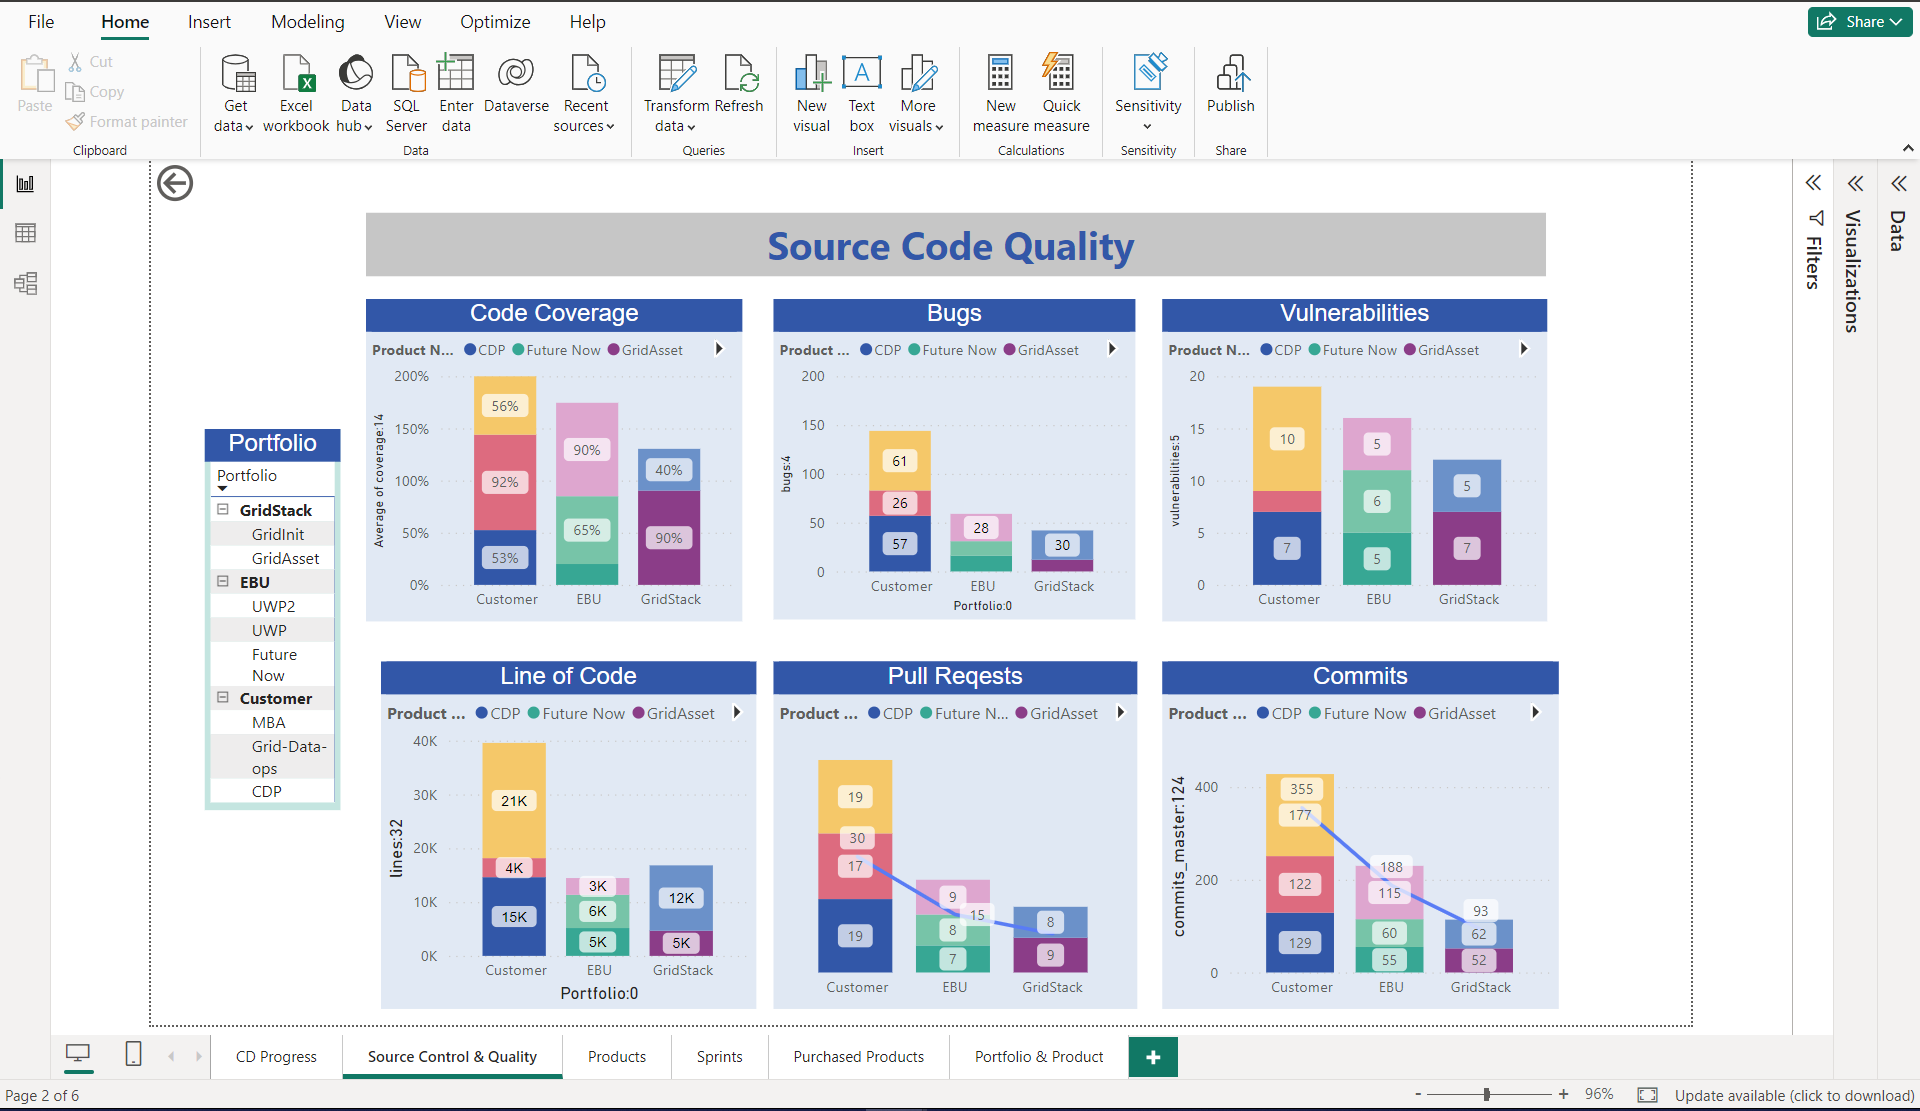 File Home Insert Modeling View Optimize Help Share
Paste Cut Copy Format painter
Clipboard
Get data Excel workbook Data hub SQL Server Enter data Dataverse Recent sources
Data
Transform data Refresh
Queries
New visual Text box More visuals
Insert
New measure Quick measure
Calculations
Sensitivity
Sensitivity
Publish
Share
Source Code Quality
Portfolio
Portfolio
GridStack
GridInit
GridAsset
EBU
UWP2
UWP
Future
Now
Customer
MBA
Grid-Data-
ops
CDP
Code Coverage
Product N... CDP Future Now GridAsset
Average of coverage:14
200%
150%
100%
50%
0%
56%
92%
53%
90%
65%
40%
90%
Customer EBU GridStack
Bugs
Product ... CDP Future Now GridAsset
bugs:4
200
150
100
50
0
61
26
57
28
30
Customer EBU GridStack
Portfolio:0
Vulnerabilities
Product N... CDP Future Now GridAsset
vulnerabilities:5
20
15
10
5
0
10
7
5
6
5
5
7
Customer EBU GridStack
Line of Code
Product ... CDP Future Now GridAsset
lines:32
40K
30K
20K
10K
0K
21K
4K
15K
3K
6K
5K
12K
5K
Customer EBU GridStack
Portfolio:0
Pull Reqests
Product ... CDP Future N... GridAsset
19
30
17
19
9
15
8
7
8
9
Customer EBU GridStack
Commits
Product ... CDP Future Now GridAsset
commits_master:124
400
200
0
355
177
122
129
188
115
60
55
93
62
52
Customer EBU GridStack
Filters
Visualizations
Data
CD Progress Source Control & Quality Products Sprints Purchased Products Portfolio & Product +
Page 2 of 6 - + 96% Update available (click to download)